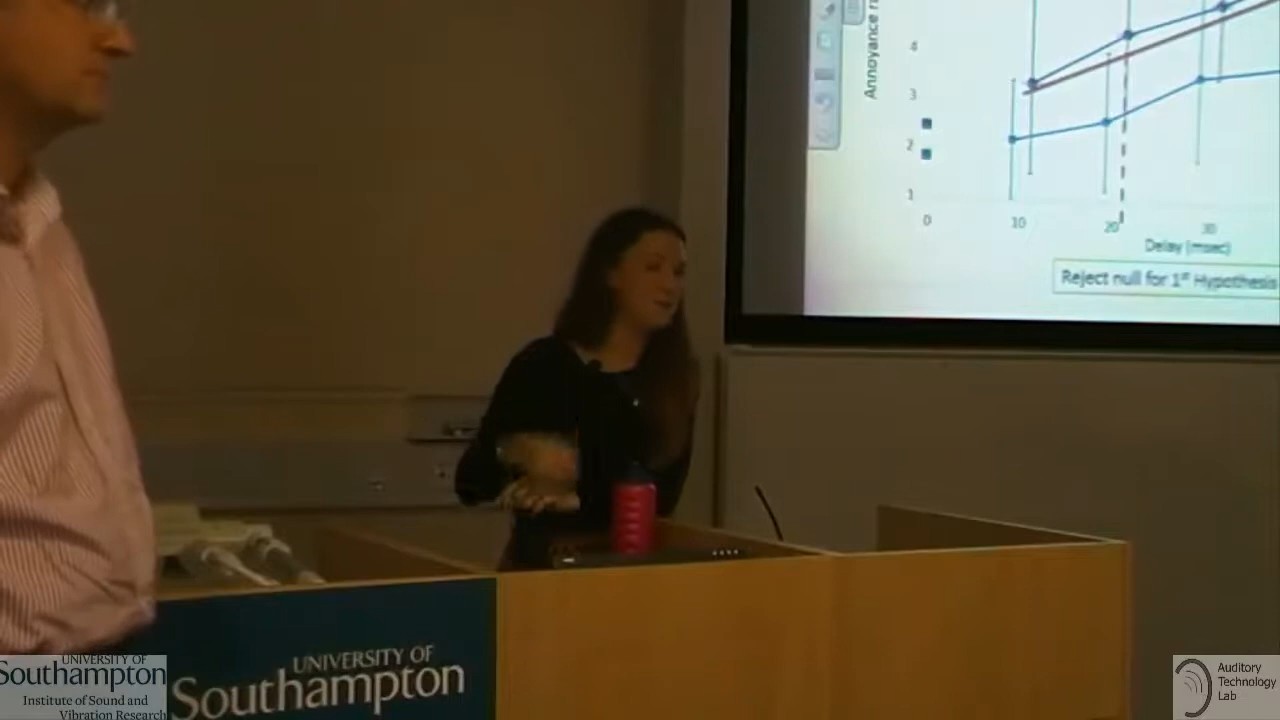 Annoyance
4
3
2
1
0
10
20
30
Delay (msec)
Reject null for 1st Hypothesis
UNIVERSITY OF
Southampton
UNIVERSITY OF
Southampton
Institute of Sound and
Vibration Research
Auditory
Technology
Lab